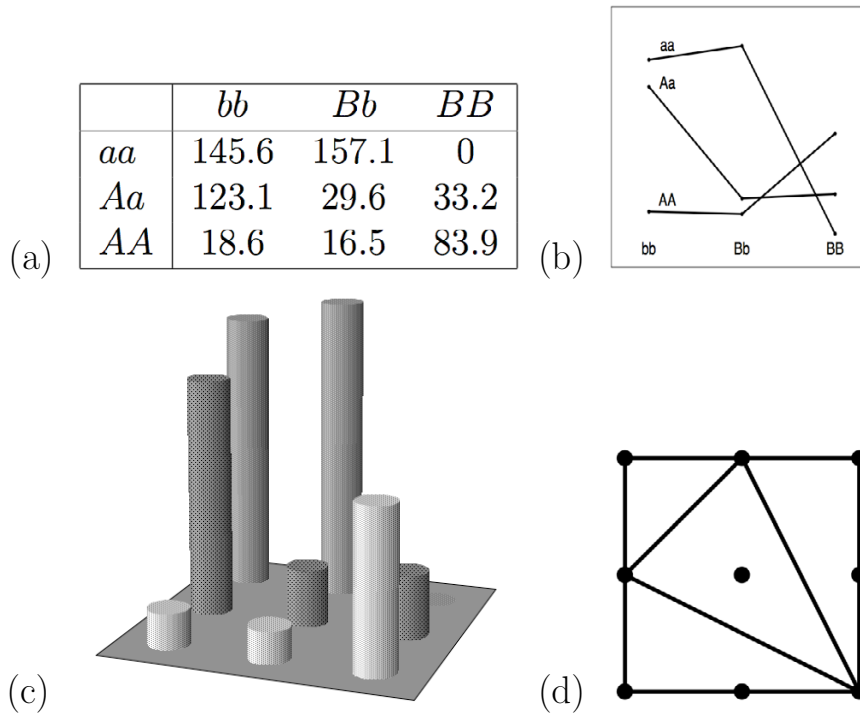 bb Bb BB
aa 145.6 157.1 0
Aa 123.1 29.6 33.2
AA 18.6 16.5 83.9
(a)
aa
Aa
AA
bb Bb BB
(b)
(c)
(d)